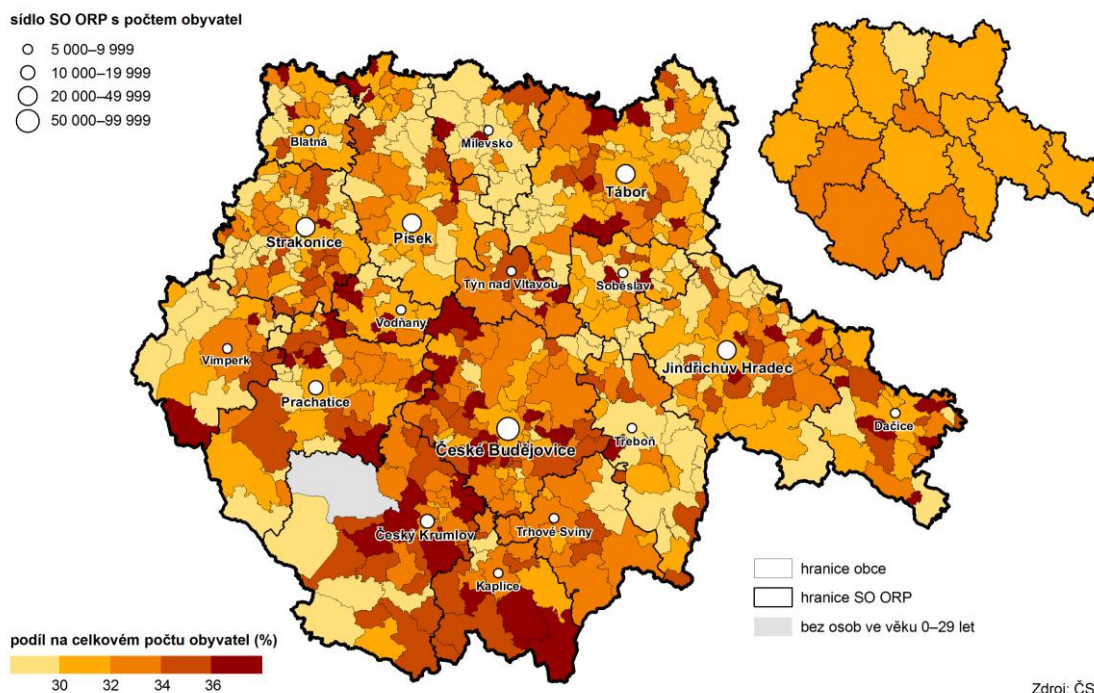 sídlo SO ORP s počtem obyvatel
5 000–9 999
10 000–19 999
20 000–49 999
50 000–99 999
Blatná
Milevsko
Tábor
Strakonice
Písek
Týn nad Vltavou
Soběslav
Vodňany
Vimperk
Jindřichův Hradec
Prachatice
Dačice
České Budějovice
Třeboň
Český Krumlov
Trhové Sviny
Kaplice
hranice obce
hranice SO ORP
bez osob ve věku 0–29 let
podíl na celkovém počtu obyvatel (%)
30 32 34 36
Zdroj: ČS